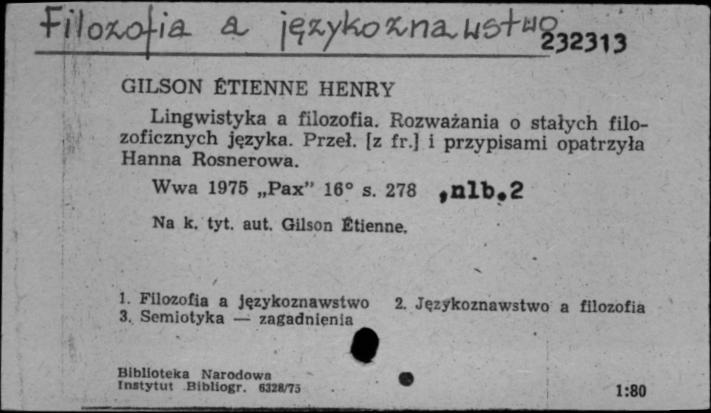 Filozofia a językoznawstwo
232313
GILSON ÉTIENNE HENRY
Lingwistyka a filozofia. Rozważania o stałych filo-
zoficznych języka. Przeł. [z fr.] i przypisami opatrzyła
Hanna Rosnerowa.
Wwa 1975 „Pax” 16° s. 278 ,nlb.2
Na k. tyt. aut. Gilson Étienne.
1. Filozofia a językoznawstwo 2. Językoznawstwo a filozofia
3. Semiotyka — zagadnienia
Biblioteka Narodowa
Instytut Bibliogr. 6328/75
1:80